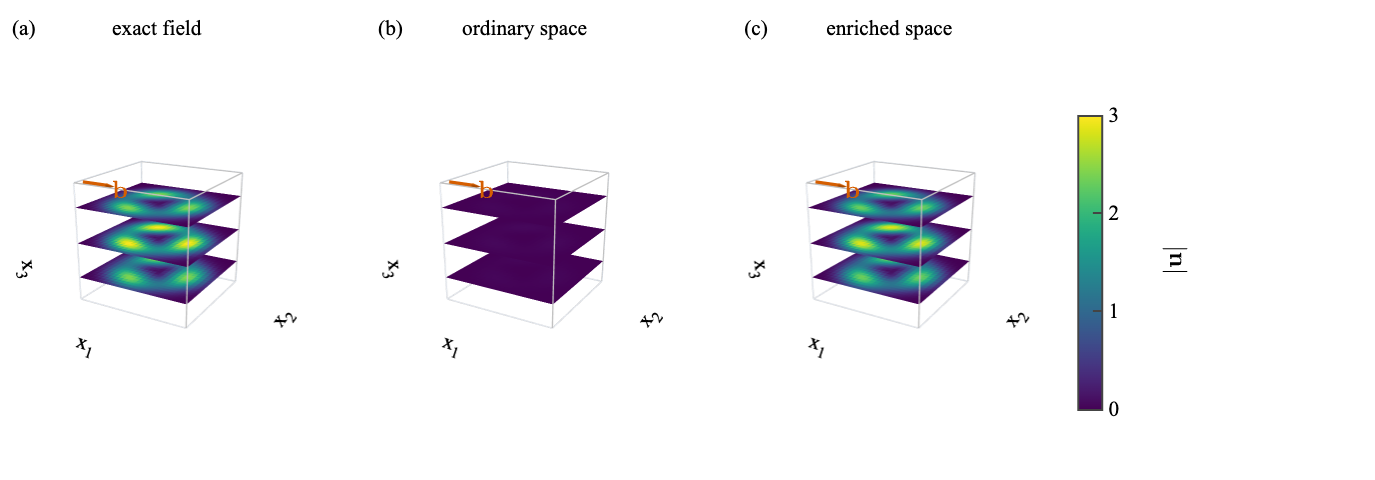 (a) exact field
(b) ordinary space
(c) enriched space
b
x3
x1
x2
b
x3
x1
x2
b
x3
x1
x2
3
2
1
0
|u|